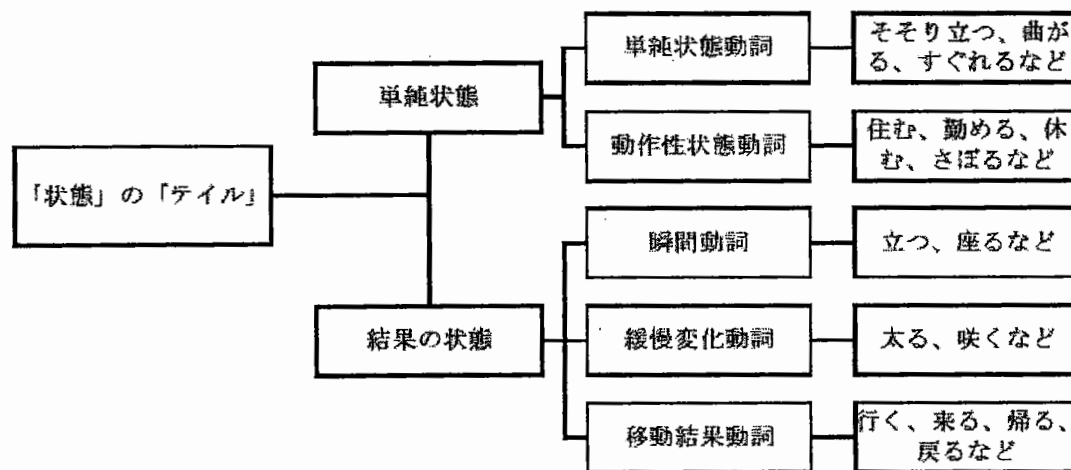 「状態」の「テイル」
単純状態
単純状態動詞
そそり立つ、曲が
る、すぐれるなど
動作性状態動詞
住む、勤める、休
む、さぼるなど
結果の状態
瞬間動詞
立つ、座るなど
緩慢変化動詞
太る、咲くなど
移動結果動詞
行く、来る、帰る、
戻るなど